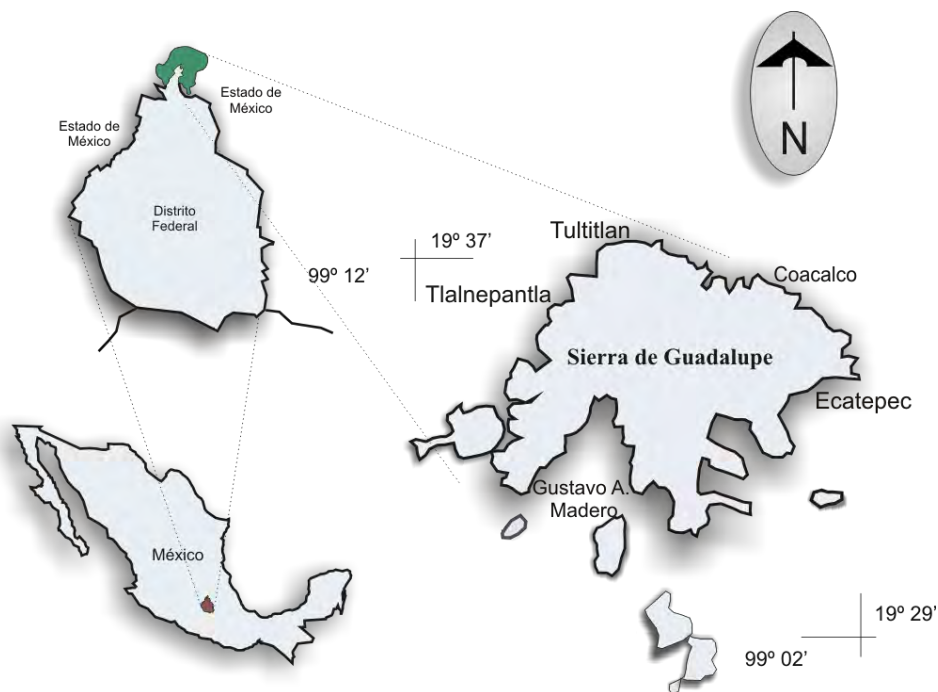 Estado de
México
Estado de
México
Distrito
Federal
N
19º 37’
99º 12’
Tultitlan
Coacalco
Tlalnepantla
Sierra de Guadalupe
Ecatepec
Gustavo A.
Madero
México
19º 29’
99º 02’